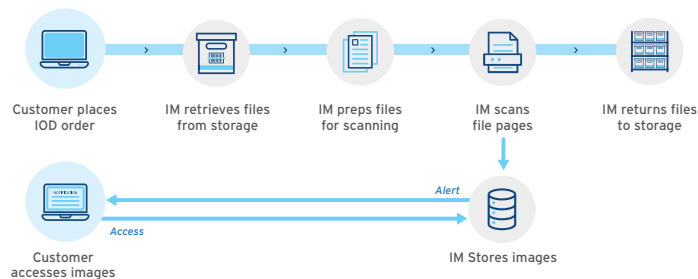 Customer places
IOD order
IM retrieves files
from storage
IM preps files
for scanning
IM scans
file pages
IM returns files
to storage
NOTIFICATION
Alert
Access
Customer
accesses images
IM Stores images